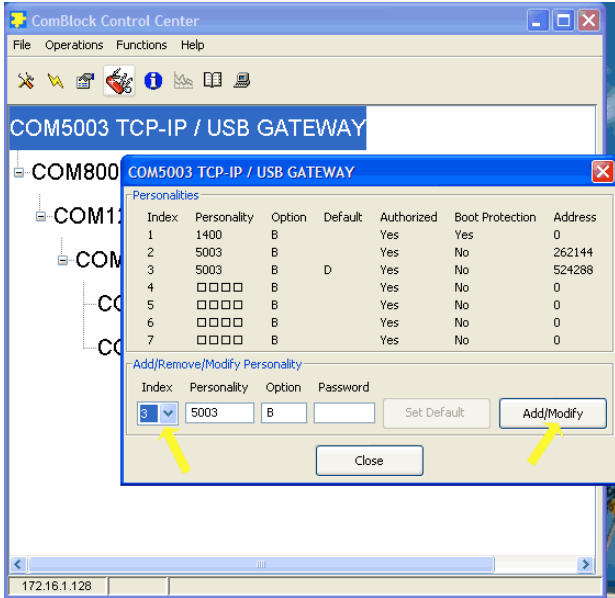 ComBlock Control Center
File Operations Functions Help
COM5003 TCP-IP / USB GATEWAY
COM800
COM12
COM
CO
CO
COM5003 TCP-IP / USB GATEWAY
Personalities
Index Personality Option Default Authorized Boot Protection Address
1 1400 B Yes Yes 0
2 5003 B Yes No 262144
3 5003 B D Yes No 524288
4 □□□□ B Yes No 0
5 □□□□ B Yes No 0
6 □□□□ B Yes No 0
7 □□□□ B Yes No 0
Add/Remove/Modify Personality
Index Personality Option Password
3 5003 B Set Default Add/Modify
Close
172.16.1.128